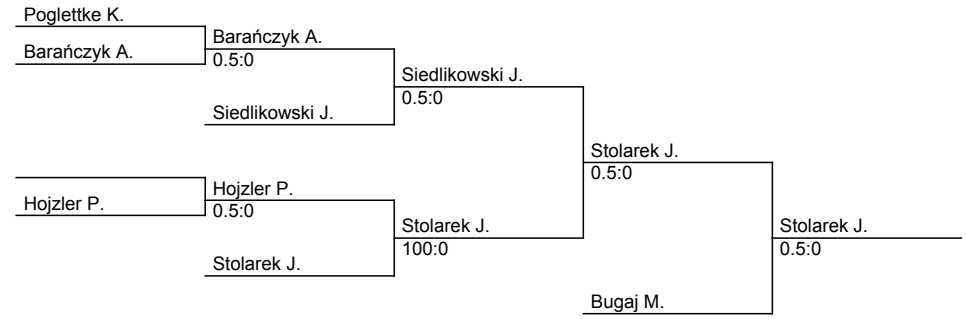 Poglettke K.
Barańczyk A.
Barańczyk A.
0.5:0
Siedlikowski J.
Siedlikowski J.
0.5:0
Stolarek J.
0.5:0
Hojzler P.
Hojzler P.
0.5:0
Stolarek J.
Stolarek J.
100:0
Stolarek J.
0.5:0
Bugaj M.